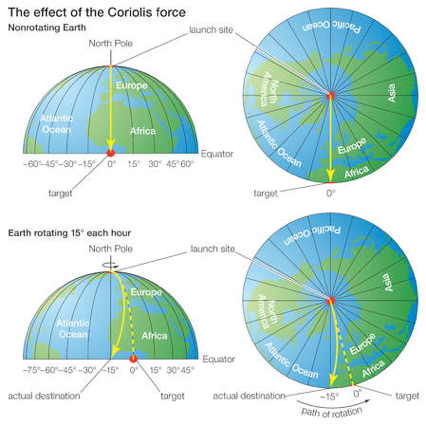 The effect of the Coriolis force
Nonrotating Earth
launch site
North Pole
Europe
Atlantic
Ocean
Africa
Equator
−60°−45°−30° −15° 0° 15° 30° 45° 60°
target
Pacific Ocean
North
America
Asia
Atlantic Ocean
Europe
Africa
target
0°
Earth rotating 15° each hour
North Pole
launch site
Europe
Atlantic
Ocean
Africa
Equator
−75°−60°−45°−30° −15° 0° 15° 30° 45°
actual destination
target
Pacific Ocean
North
America
Asia
Atlantic Ocean
Europe
Africa
actual destination
−15°
0°
target
path of rotation